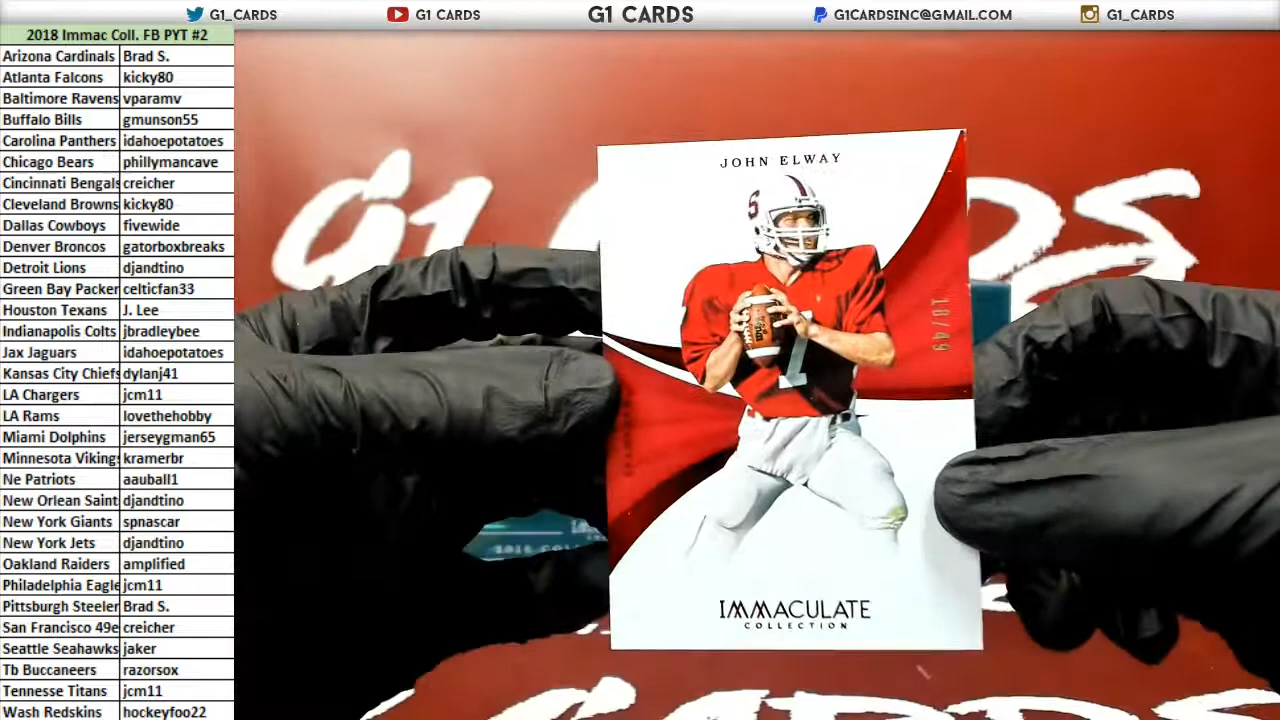 G1_CARDS
G1 CARDS
G1 CARDS
G1CARDSINC@GMAIL.COM
G1_CARDS
2018 Immac Coll. FB PYT #2
Arizona Cardinals Brad S.
Atlanta Falcons kicky80
Baltimore Ravens vparamv
Buffalo Bills gmunson55
Carolina Panthers idahoepotatoes
Chicago Bears phillymancave
Cincinnati Bengals creicher
Cleveland Browns kicky80
Dallas Cowboys fivewide
Denver Broncos gatorboxbreaks
Detroit Lions djandtino
Green Bay Packer celticfan33
Houston Texans J. Lee
Indianapolis Colts jbradleybee
Jax Jaguars idahoepotatoes
Kansas City Chiefs dylanj41
LA Chargers jcm11
LA Rams lovethehobby
Miami Dolphins jerseygman65
Minnesota Vikings kramerbr
Ne Patriots aauball1
New Orlean Saint djandtino
New York Giants spnascar
New York Jets djandtino
Oakland Raiders amplified
Philadelphia Eagle jcm11
Pittsburgh Steeler Brad S.
San Francisco 49e creicher
Seattle Seahawks jaker
Tb Buccaneers razorsox
Tennesse Titans jcm11
Wash Redskins hockeyfoo22
JOHN ELWAY
S
7
18/49
IMMACULATE
COLLECTION
G1 CARDS
CARDS